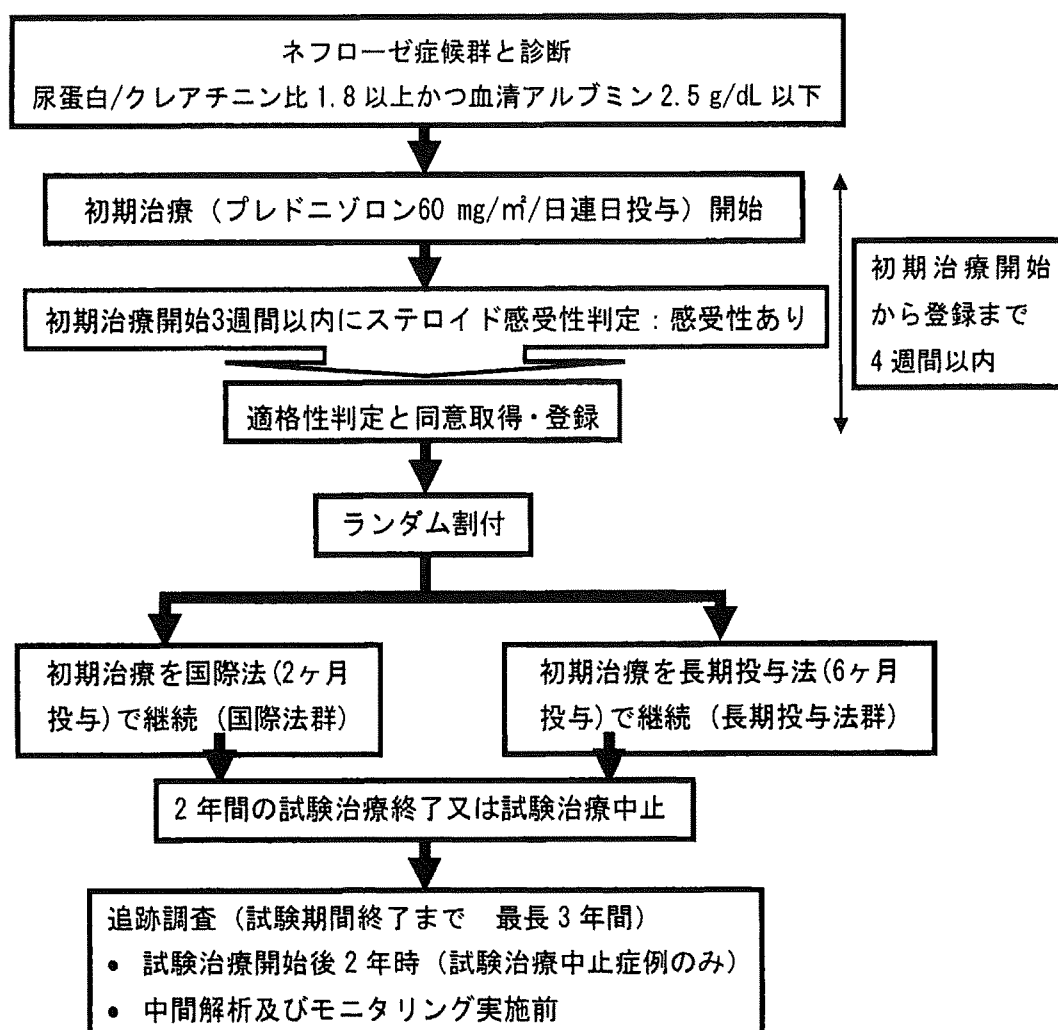 ネフローゼ症候群と診断
尿蛋白/クレアチニン比1.8以上かつ血清アルブミン2.5 g/dL以下
初期治療（プレドニゾロン60 mg/㎡/日連日投与）開始
初期治療開始3週間以内にステロイド感受性判定：感受性あり
初期治療開始
から登録まで
4週間以内
適格性判定と同意取得・登録
ランダム割付
初期治療を国際法(2ヶ月
投与)で継続（国際法群）
初期治療を長期投与法(6ヶ月
投与)で継続（長期投与法群）
2年間の試験治療終了又は試験治療中止
追跡調査（試験期間終了まで　最長3年間）
• 試験治療開始後2年時（試験治療中止症例のみ）
• 中間解析及びモニタリング実施前